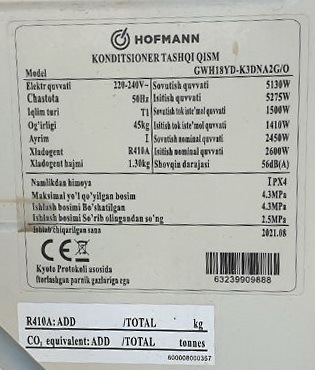 HOFMANN
KONDITSIONER TASHQI QISM
Model GWH18YD-K3DNA2G/O
Elektr quvvati 220-240V~ Sovutish quvvati 5130W
Chastota 50Hz Isitish quvvati 5275W
Iqlim turi T1 Sovutish tok iste'mol quvvati 1500W
Og'irligi 45kg Isitish tok iste'mol quvvati 1410W
Ayrim I Sovutish nominal quvvati 2450W
Xladogent R410A Isitish nominal quvvati 2600W
Xladogent hajmi 1.30kg Shovqin darajasi 56dB(A)
Namlikdan himoya IPX4
Maksimal yo'l qo'yilgan bosim 4.3MPa
Ishlash bosimi Bo'shatilgan 4.3MPa
Ishlash bosimi So'rib olingandan so'ng 2.5MPa
Ishlab chiqarilgan sana 2021.08
CE
Kyoto Protokoli asosida
ftorlashgan parnik gazlariga ega
63239909888
R410A: ADD /TOTAL kg
CO2 equivalent: ADD /TOTAL tonnes
600008000357